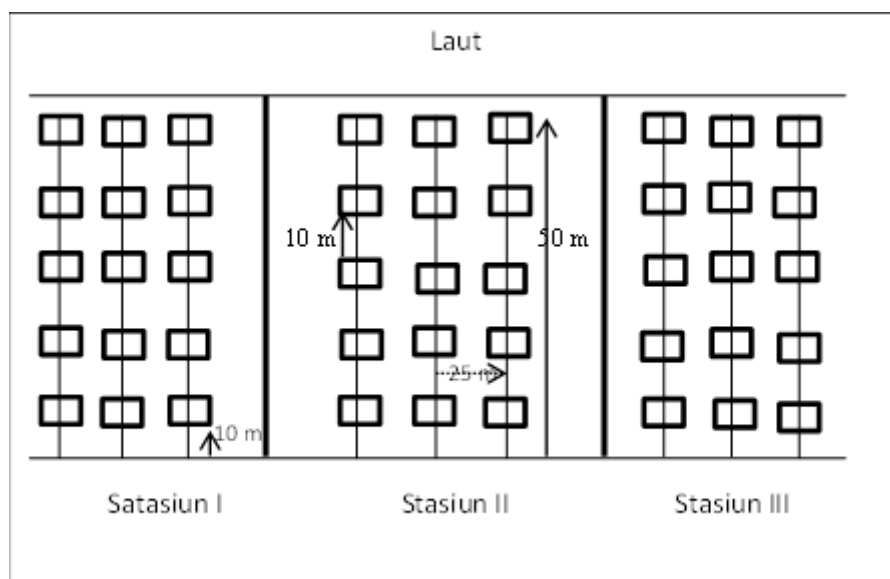 Laut
10 m
50 m
25 m
10 m
Satasiun I
Stasiun II
Stasiun III